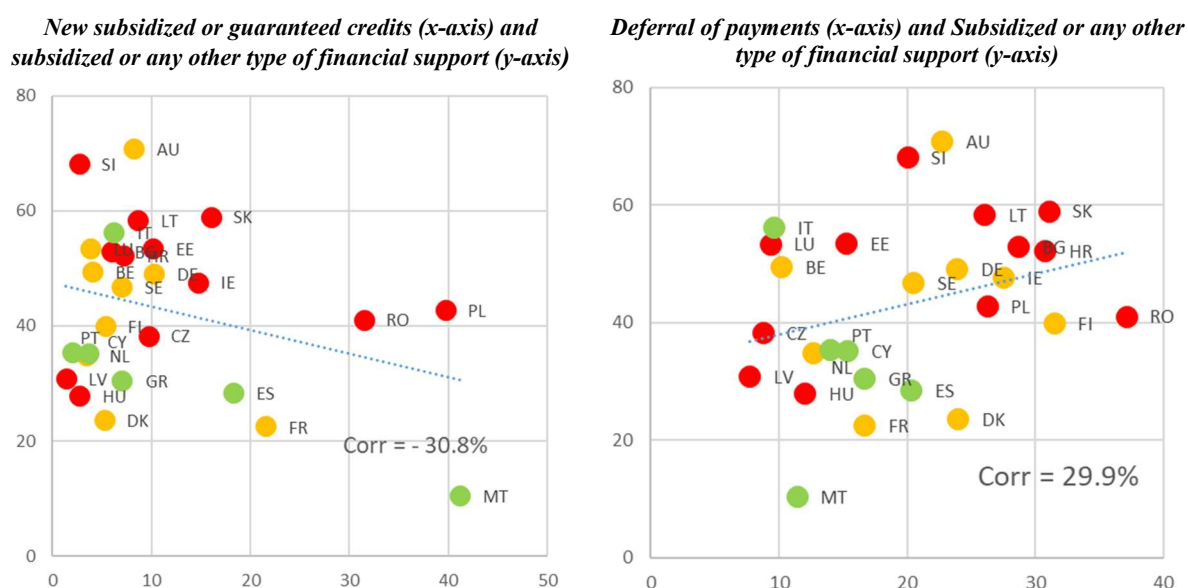 New subsidized or guaranteed credits (x-axis) and
subsidized or any other type of financial support (y-axis)
80
60
40
20
0
0 10 20 30 40 50
AU
SI
LT
SK
IT
LU
BG
HR
EE
BE
DE
SE
IE
PL
RO
FI
CZ
PT
CY
NL
LV
GR
HU
ES
DK
FR
Corr = - 30.8%
MT
Deferral of payments (x-axis) and Subsidized or any other
type of financial support (y-axis)
80
60
40
20
0
0 10 20 30 40
AU
SI
LT
SK
IT
LU
EE
BG
HR
BE
DE
SE
IE
PL
RO
FI
CZ
PT
CY
NL
LV
GR
HU
ES
FR
DK
Corr = 29.9%
MT